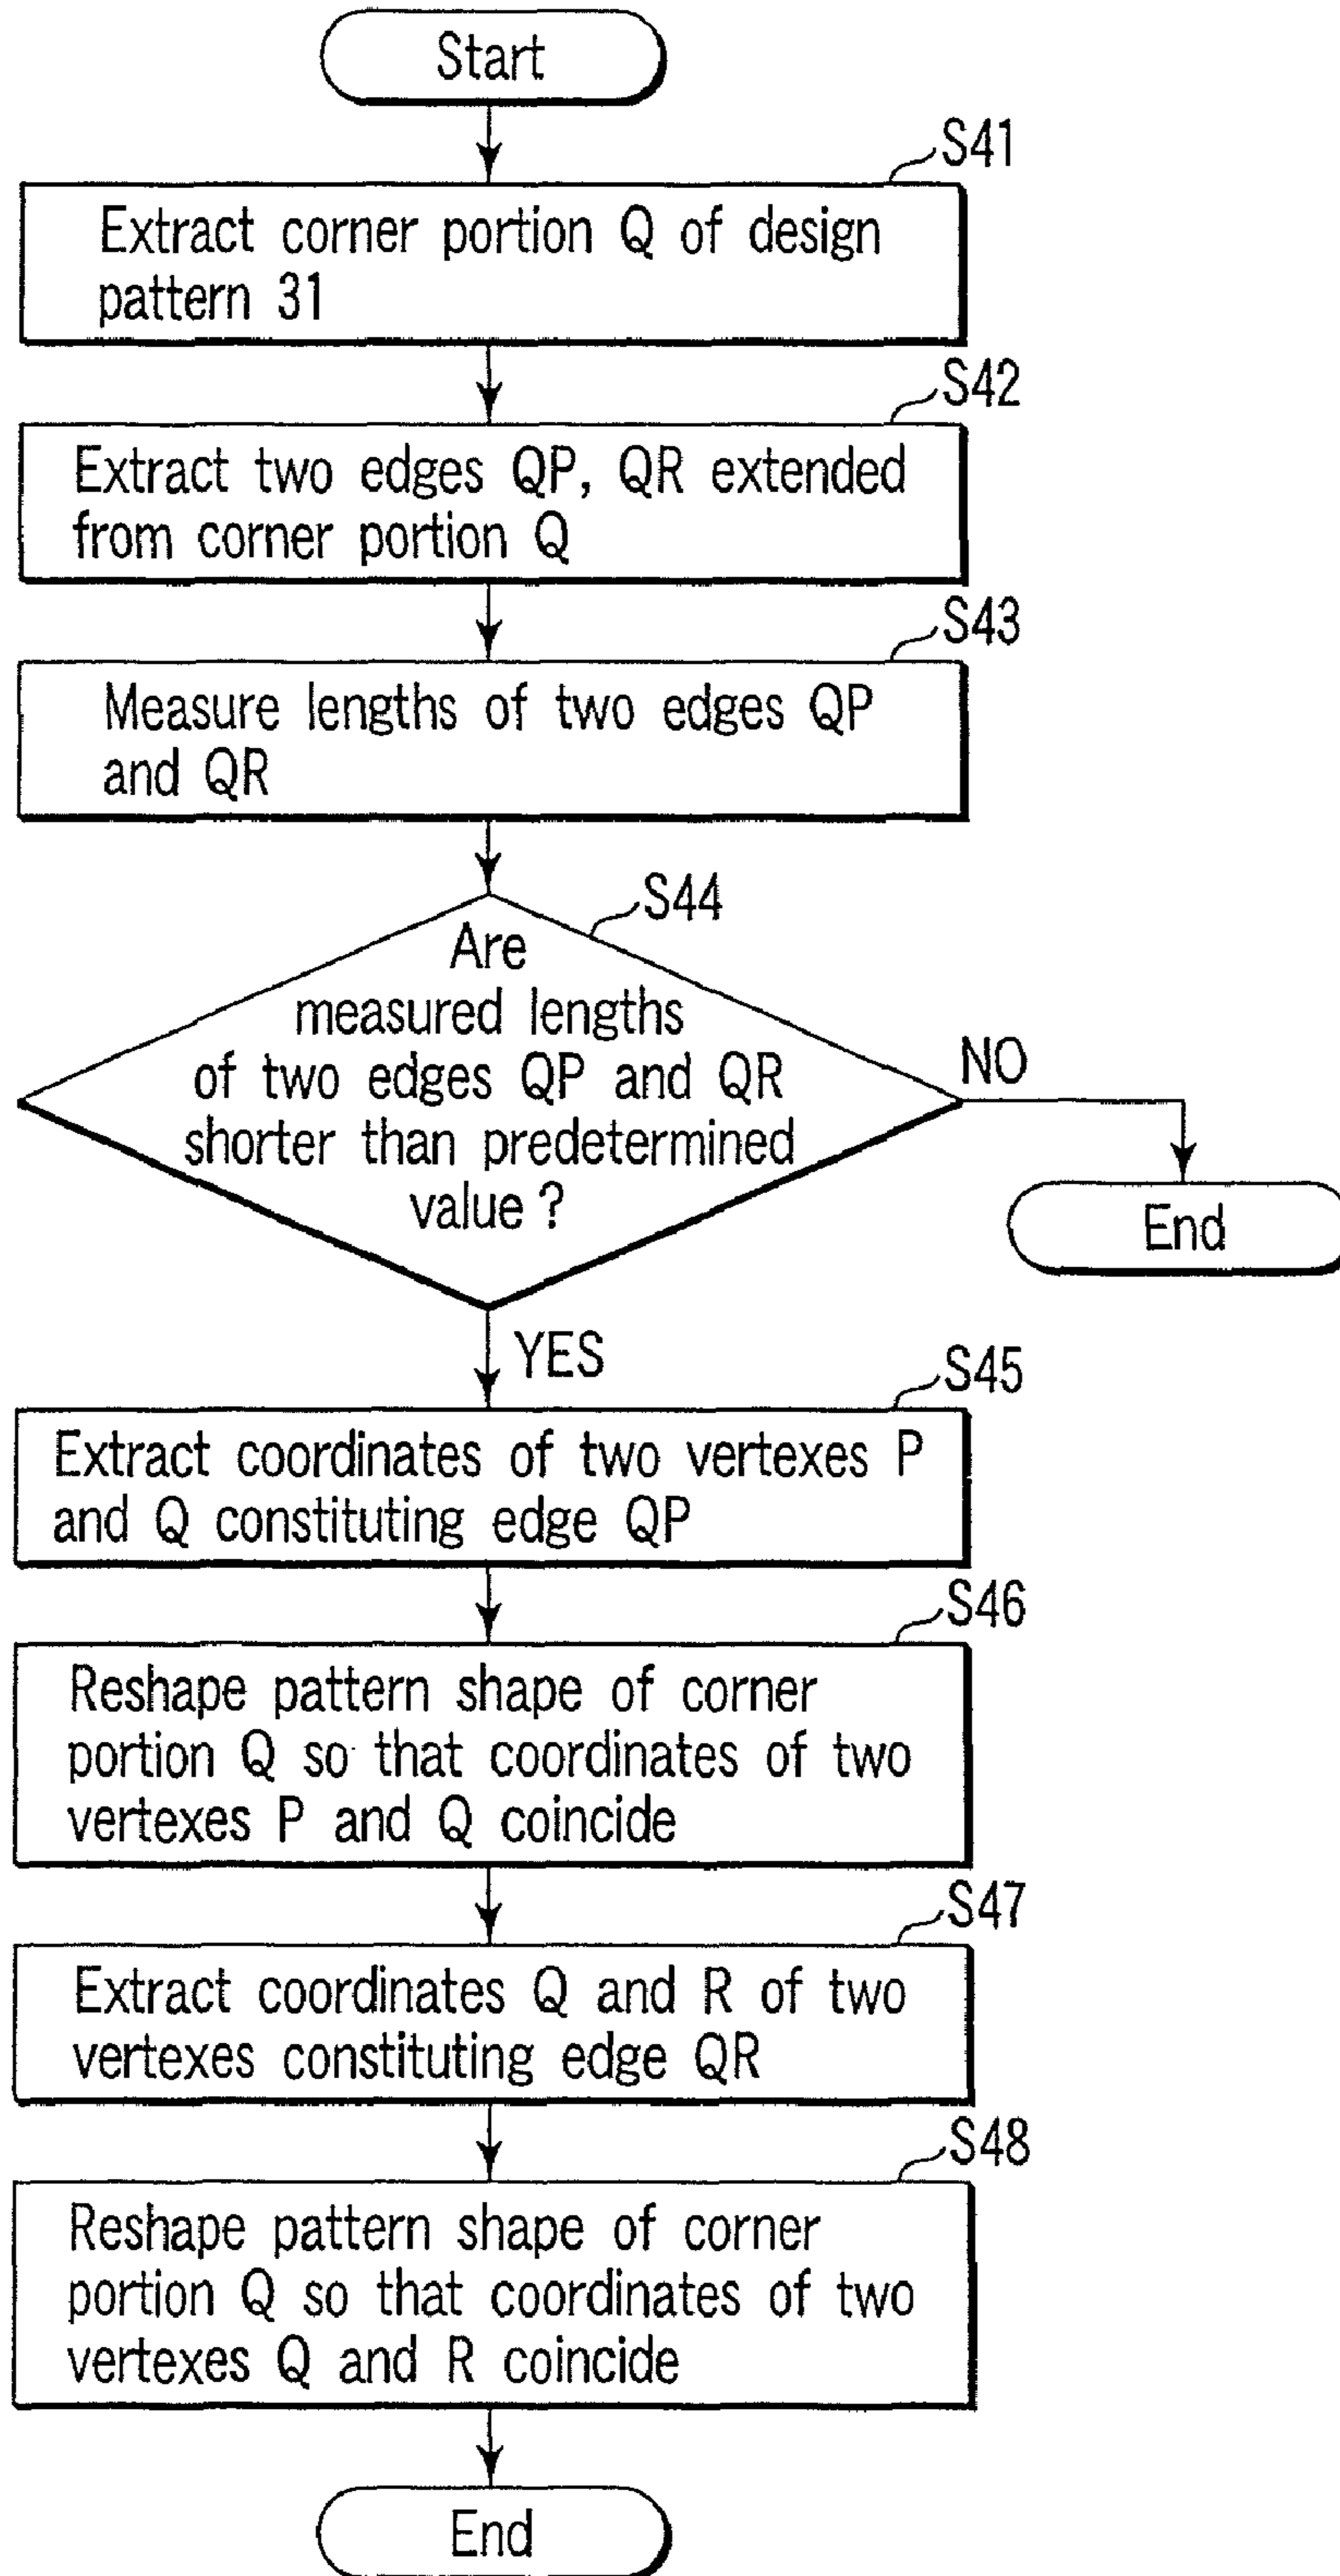 Start
S41
Extract corner portion Q of design
pattern 31
S42
Extract two edges QP, QR extended
from corner portion Q
S43
Measure lengths of two edges QP
and QR
S44
Are
measured lengths
of two edges QP and QR
shorter than predetermined
value ?
NO
End
YES
S45
Extract coordinates of two vertexes P
and Q constituting edge QP
S46
Reshape pattern shape of corner
portion Q so that coordinates of two
vertexes P and Q coincide
S47
Extract coordinates Q and R of two
vertexes constituting edge QR
S48
Reshape pattern shape of corner
portion Q so that coordinates of two
vertexes Q and R coincide
End